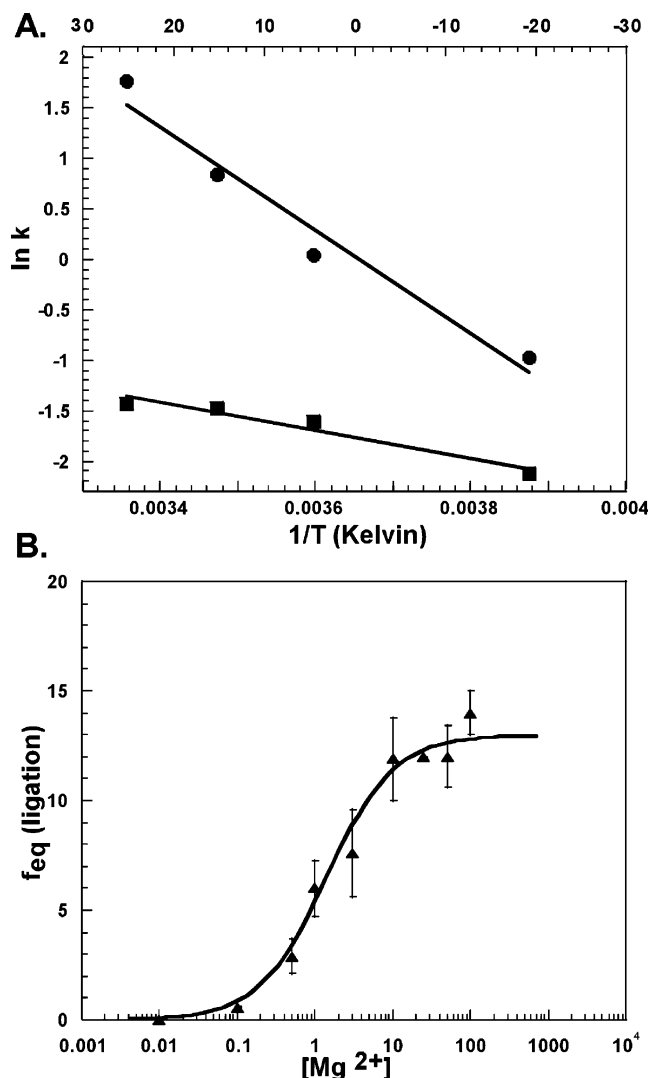 A.
30 20 10 0 -10 -20 -30
2
1.5
1
0.5
0
-0.5
-1
-1.5
-2
ln k
0.0034 0.0036 0.0038 0.004
1/T (Kelvin)
B.
20
15
10
5
0
f_eq (ligation)
0.001 0.01 0.1 1 10 100 1000 10⁴
[Mg ²⁺]